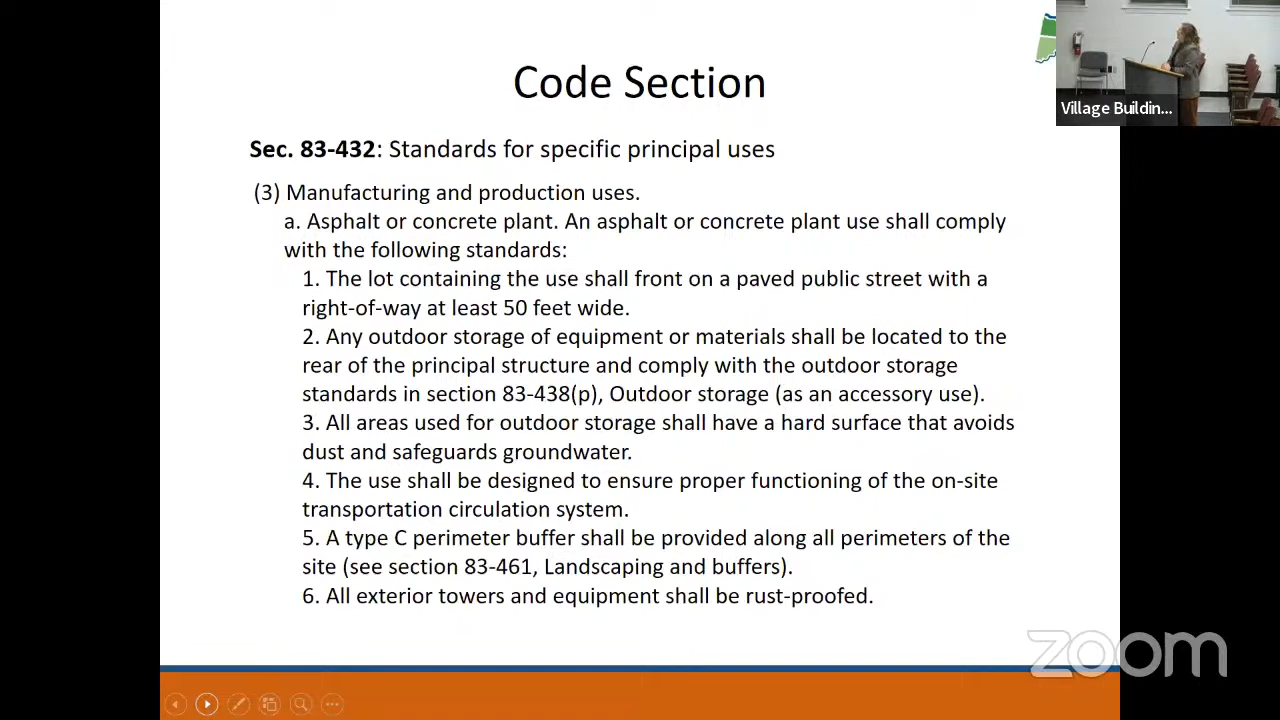 Code Section
Village Buildin...
Sec. 83-432: Standards for specific principal uses
(3) Manufacturing and production uses.
a. Asphalt or concrete plant. An asphalt or concrete plant use shall comply
with the following standards:
1. The lot containing the use shall front on a paved public street with a
right-of-way at least 50 feet wide.
2. Any outdoor storage of equipment or materials shall be located to the
rear of the principal structure and comply with the outdoor storage
standards in section 83-438(p), Outdoor storage (as an accessory use).
3. All areas used for outdoor storage shall have a hard surface that avoids
dust and safeguards groundwater.
4. The use shall be designed to ensure proper functioning of the on-site
transportation circulation system.
5. A type C perimeter buffer shall be provided along all perimeters of the
site (see section 83-461, Landscaping and buffers).
6. All exterior towers and equipment shall be rust-proofed.
zoom